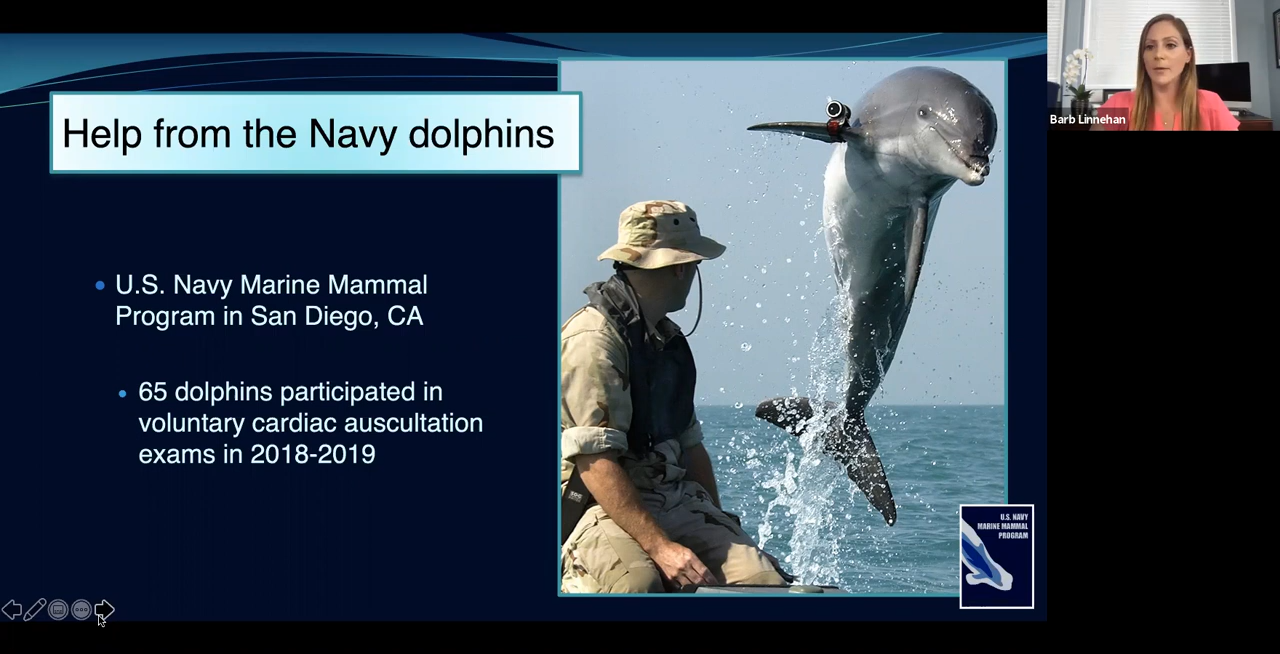 Help from the Navy dolphins
• U.S. Navy Marine Mammal
Program in San Diego, CA
• 65 dolphins participated in
voluntary cardiac auscultation
exams in 2018-2019
U.S. NAVY
MARINE MAMMAL
PROGRAM
Barb Linnehan